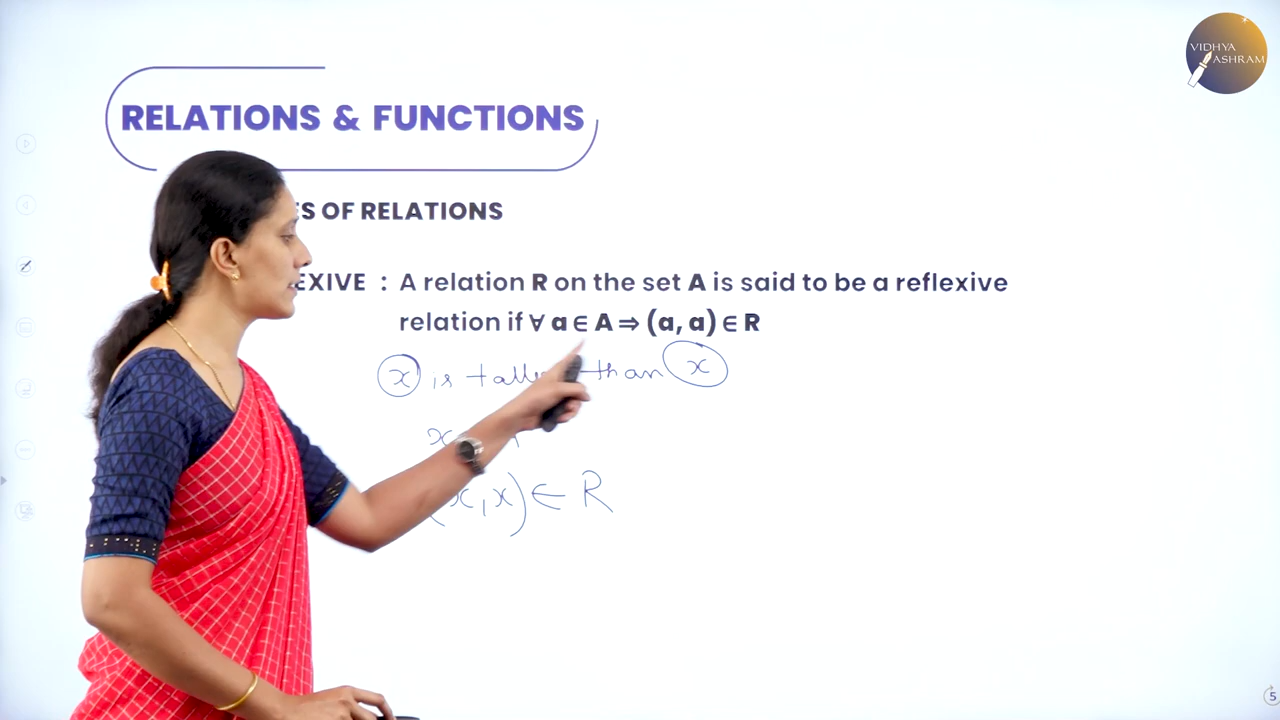 VIDHYA
ASHRAM
RELATIONS & FUNCTIONS
ES OF RELATIONS
EXIVE : A relation R on the set A is said to be a reflexive
relation if ∀ a ∈ A ⇒ (a, a) ∈ R
x is than x
x
(x, x) ∈ R
5